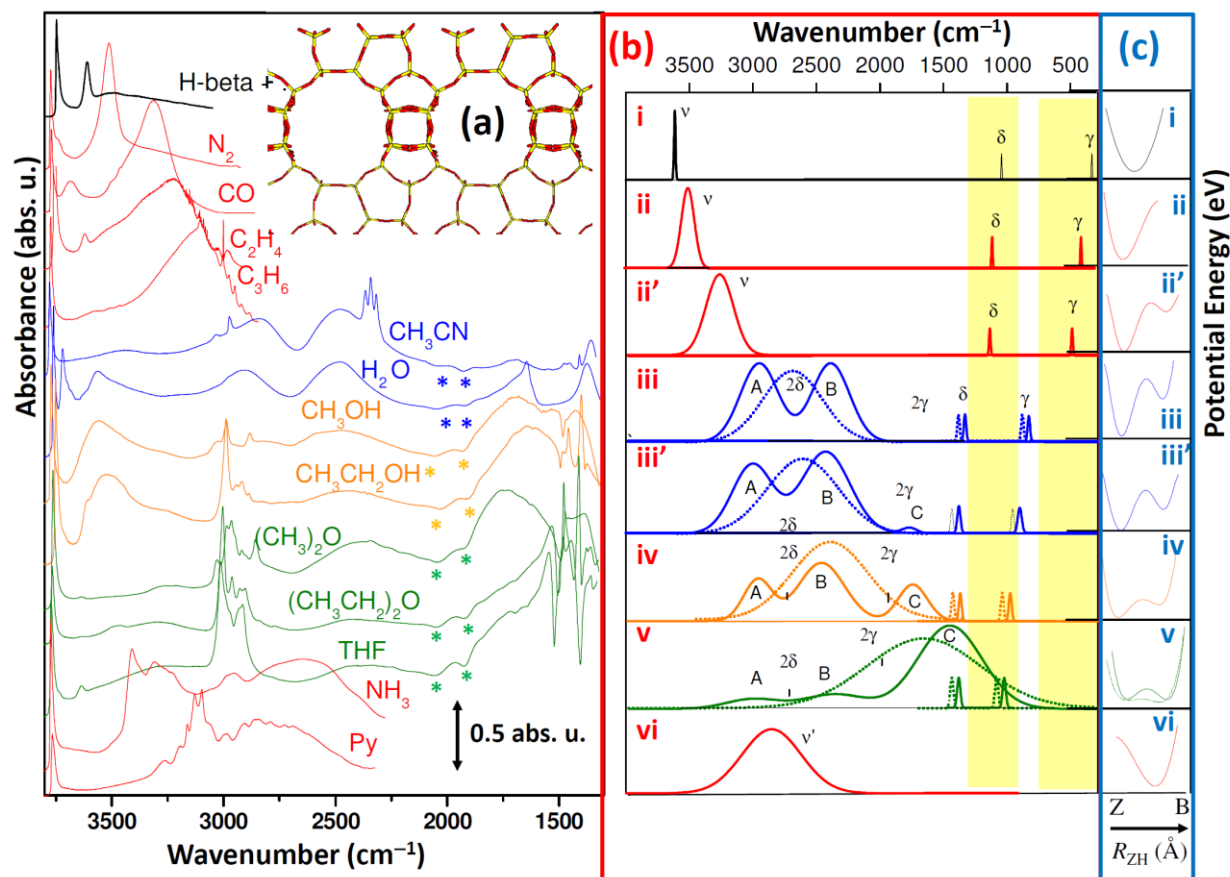 Absorbance (abs. u.)
H-beta +
(a)
N₂
CO
C₂H₄
C₃H₆
CH₃CN
H₂O
* *
* *
CH₃OH
CH₃CH₂OH
* *
* *
(CH₃)₂O
(CH₃CH₂)₂O
* *
* *
THF
* *
NH₃
Py
0.5 abs. u.
3500 3000 2500 2000 1500
Wavenumber (cm⁻¹)
(b)
Wavenumber (cm⁻¹)
3500 3000 2500 2000 1500 1000 500
i
ν
δ
γ
ii
ν
δ
γ
ii’
ν
δ
γ
iii
A
2δ
B
2γ
δ
γ
iii’
A
B
2γ
C
2δ
iv
A
2δ
B
2γ
C
v
A
2δ
B
2γ
C
vi
ν'
(c)
i
ii
ii’
iii
iii’
iv
v
vi
Z B
R_ZH (Å)
Potential Energy (eV)